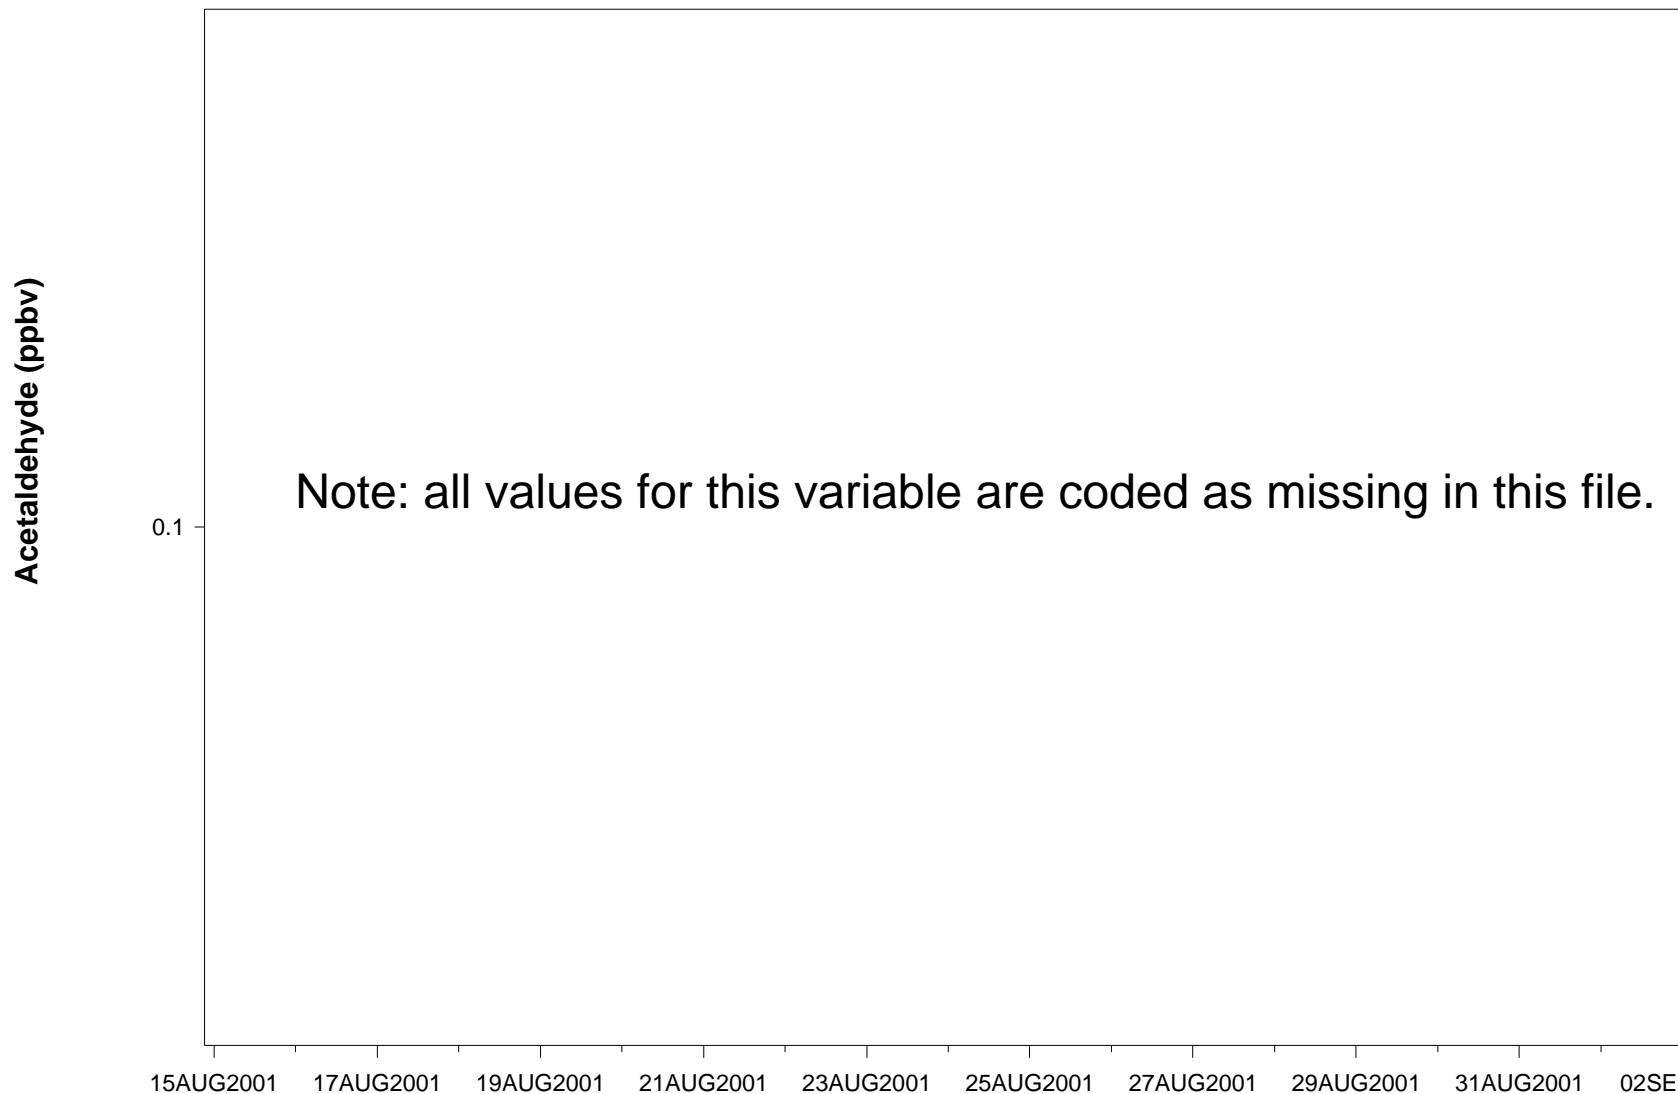 Acetaldehyde (ppbv)
Note: all values for this variable are coded as missing in this file.
0.1
15AUG2001 17AUG2001 19AUG2001 21AUG2001 23AUG2001 25AUG2001 27AUG2001 29AUG2001 31AUG2001 02SE